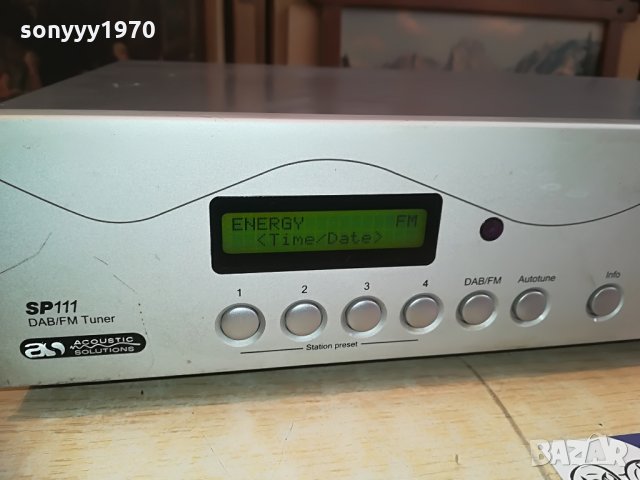 sonyyy1970
ENERGY FM
<Time/Date>
1 2 3 4 DAB/FM Autotune Info
Station preset
SP111
DAB/FM Tuner
as ACOUSTIC SOLUTIONS
BAZAR